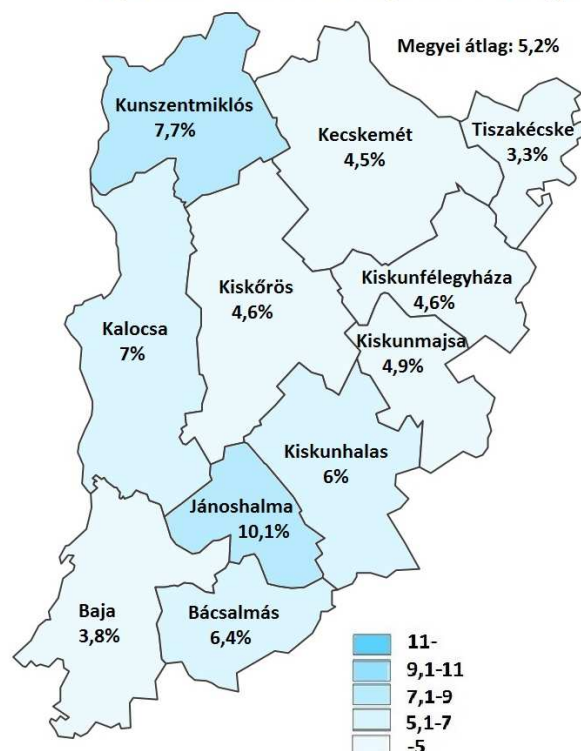 Megyei átlag: 5,2%
Kunszentmiklós
7,7%
Kecskemét
4,5%
Tiszakécske
3,3%
Kiskőrös
4,6%
Kiskunfélegyháza
4,6%
Kalocsa
7%
Kiskunmajsa
4,9%
Kiskunhalas
6%
Jánoshalma
10,1%
Baja
3,8%
Bácsalmás
6,4%
11-
9,1-11
7,1-9
5,1-7
-5